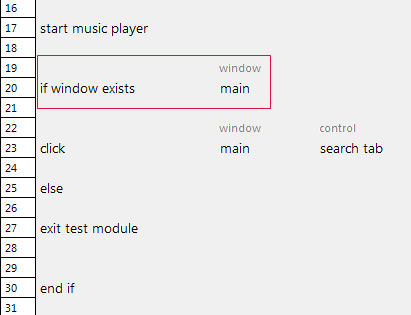 16
17 start music player
18
19 window
20 if window exists main
21
22 window control
23 click main search tab
24
25 else
26
27 exit test module
28
29
30 end if
31